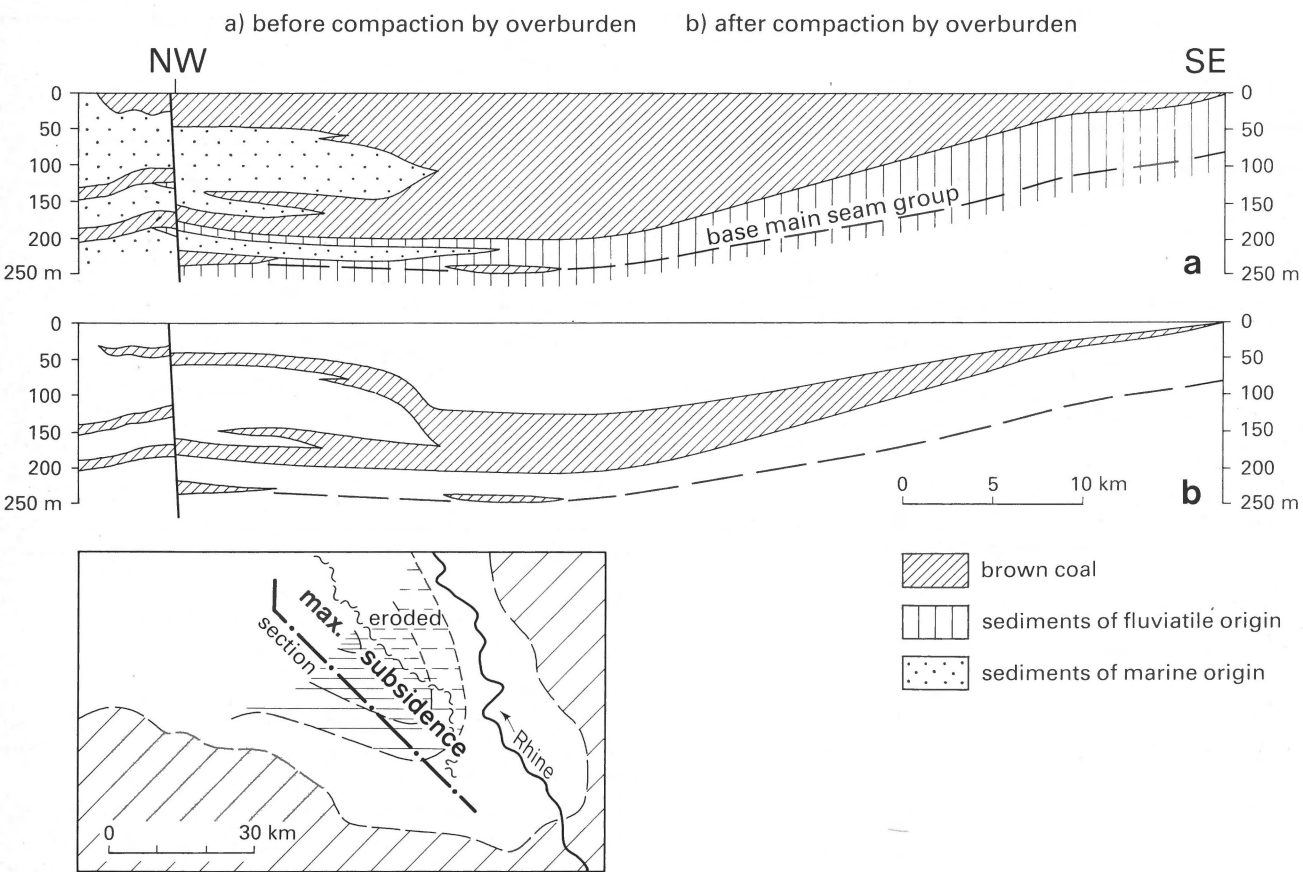 a) before compaction by overburden b) after compaction by overburden
NW SE
0 0
50 50
100 100
150 150
200 200
250 m 250 m
base main seam group
a
0 0
50 50
100 100
150 150
200 200
250 m 250 m
0 5 10 km
b
brown coal
sediments of fluviatile origin
sediments of marine origin
max. subsidence
eroded
section
Rhine
0 30 km